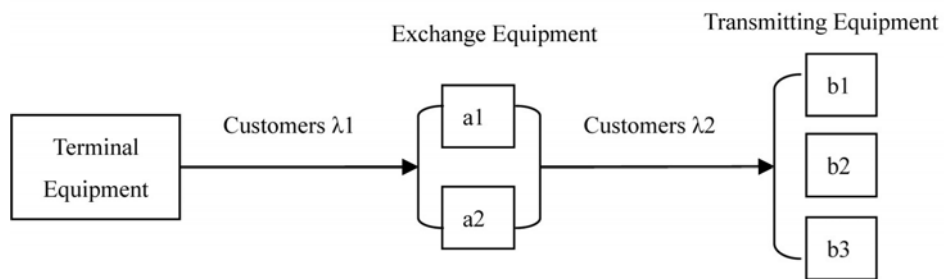 Exchange Equipment
Transmitting Equipment
Terminal
Equipment
Customers λ1
a1
a2
Customers λ2
b1
b2
b3